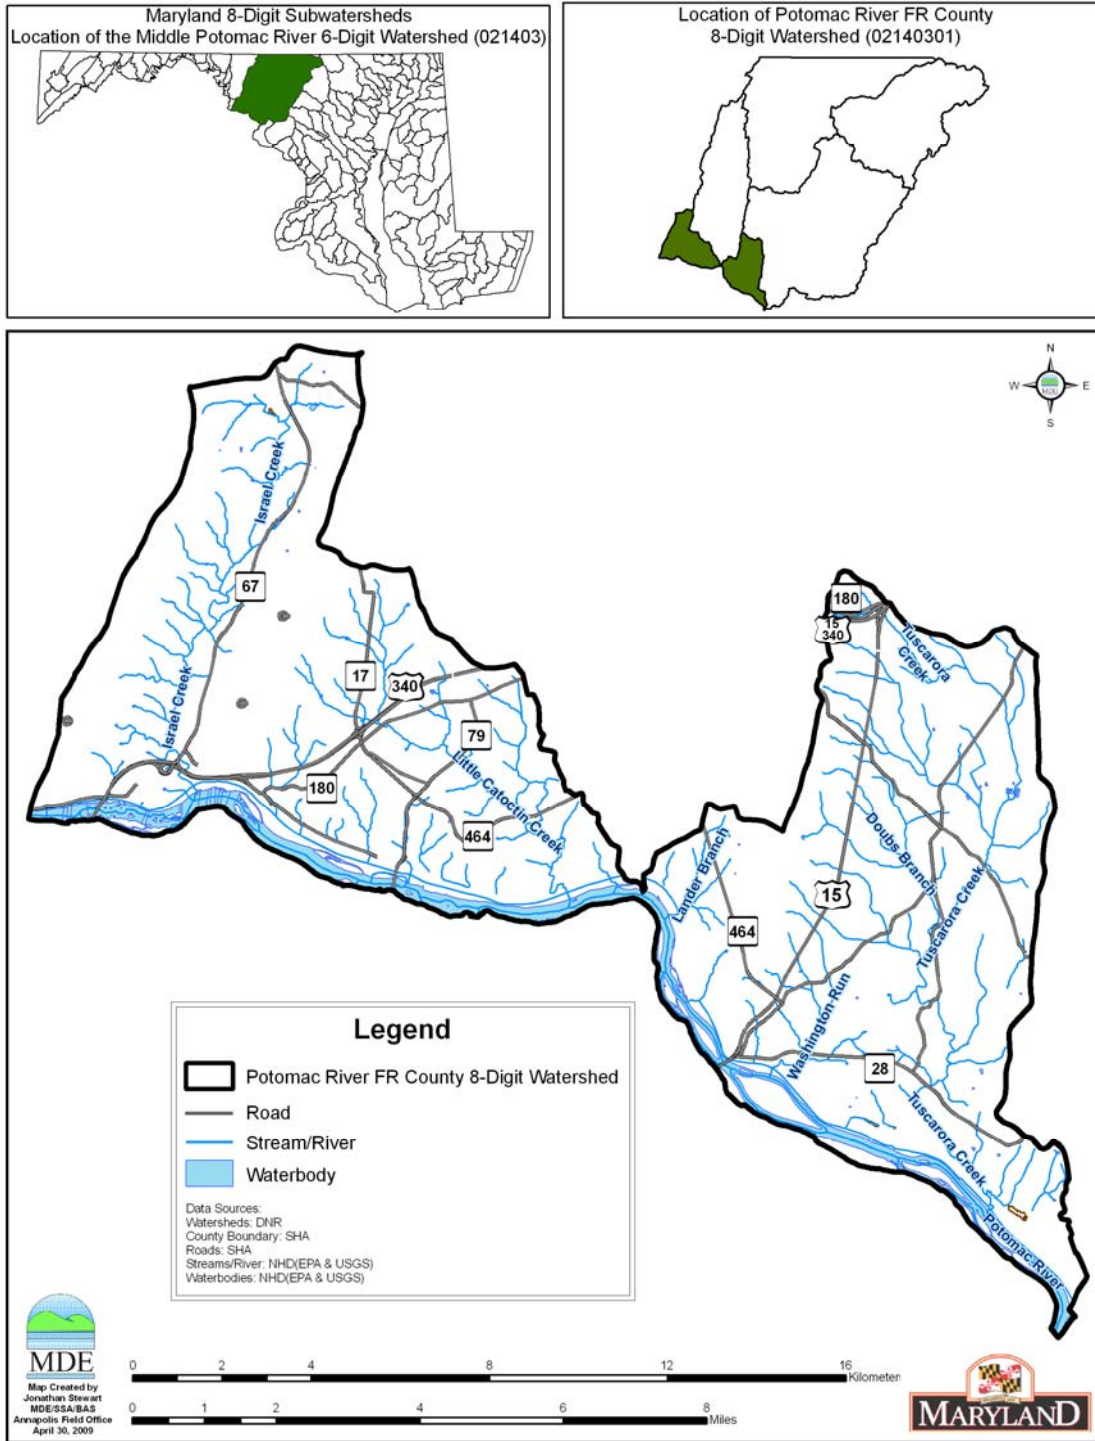 Maryland 8-Digit Subwatersheds
Location of the Middle Potomac River 6-Digit Watershed (021403)
Location of Potomac River FR County
8-Digit Watershed (02140301)
N
W
E
S
Israel Creek
67
Israel Creek
17
340
79
180
Little Catoctin Creek
464
180
15
340
Tuscarora
Creek
Lander Branch
464
15
Doubs Branch
Tuscarora Creek
Washington Run
28
Tuscarora Creek
Potomac River
Legend
Potomac River FR County 8-Digit Watershed
Road
Stream/River
Waterbody
Data Sources:
Watersheds: DNR
County Boundary: SHA
Roads: SHA
Streams/River: NHD(EPA & USGS)
Waterbodies: NHD(EPA & USGS)
MDE
Map Created by
Jonathan Stewart
MDE/SSA/BAS
Annapolis Field Office
April 30, 2009
0 2 4 8 12 16
Kilometers
0 1 2 4 6 8
Miles
MARYLAND